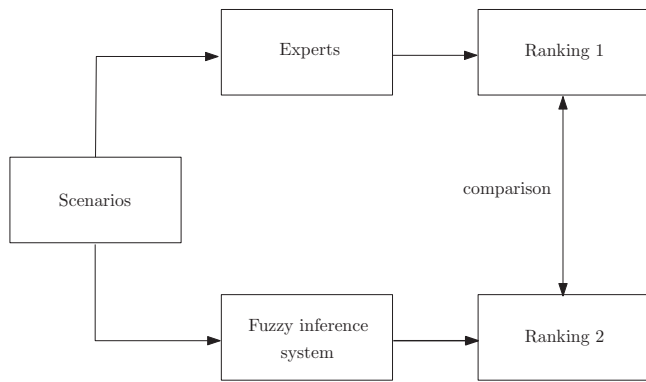 Experts
Ranking 1
Scenarios
comparison
Fuzzy inference
system
Ranking 2